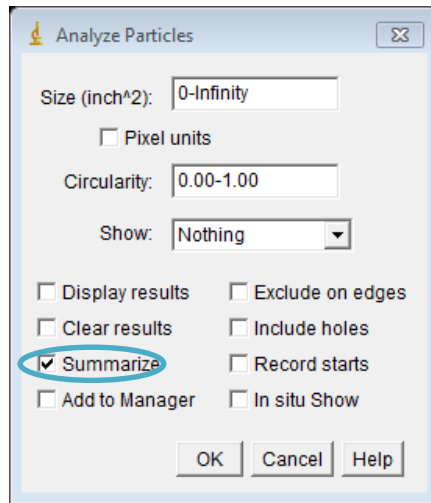 Analyze Particles
Size (inch^2): 0-Infinity
Pixel units
Circularity: 0.00-1.00
Show: Nothing
Display results Exclude on edges
Clear results Include holes
Summarize Record starts
Add to Manager In situ Show
OK Cancel Help